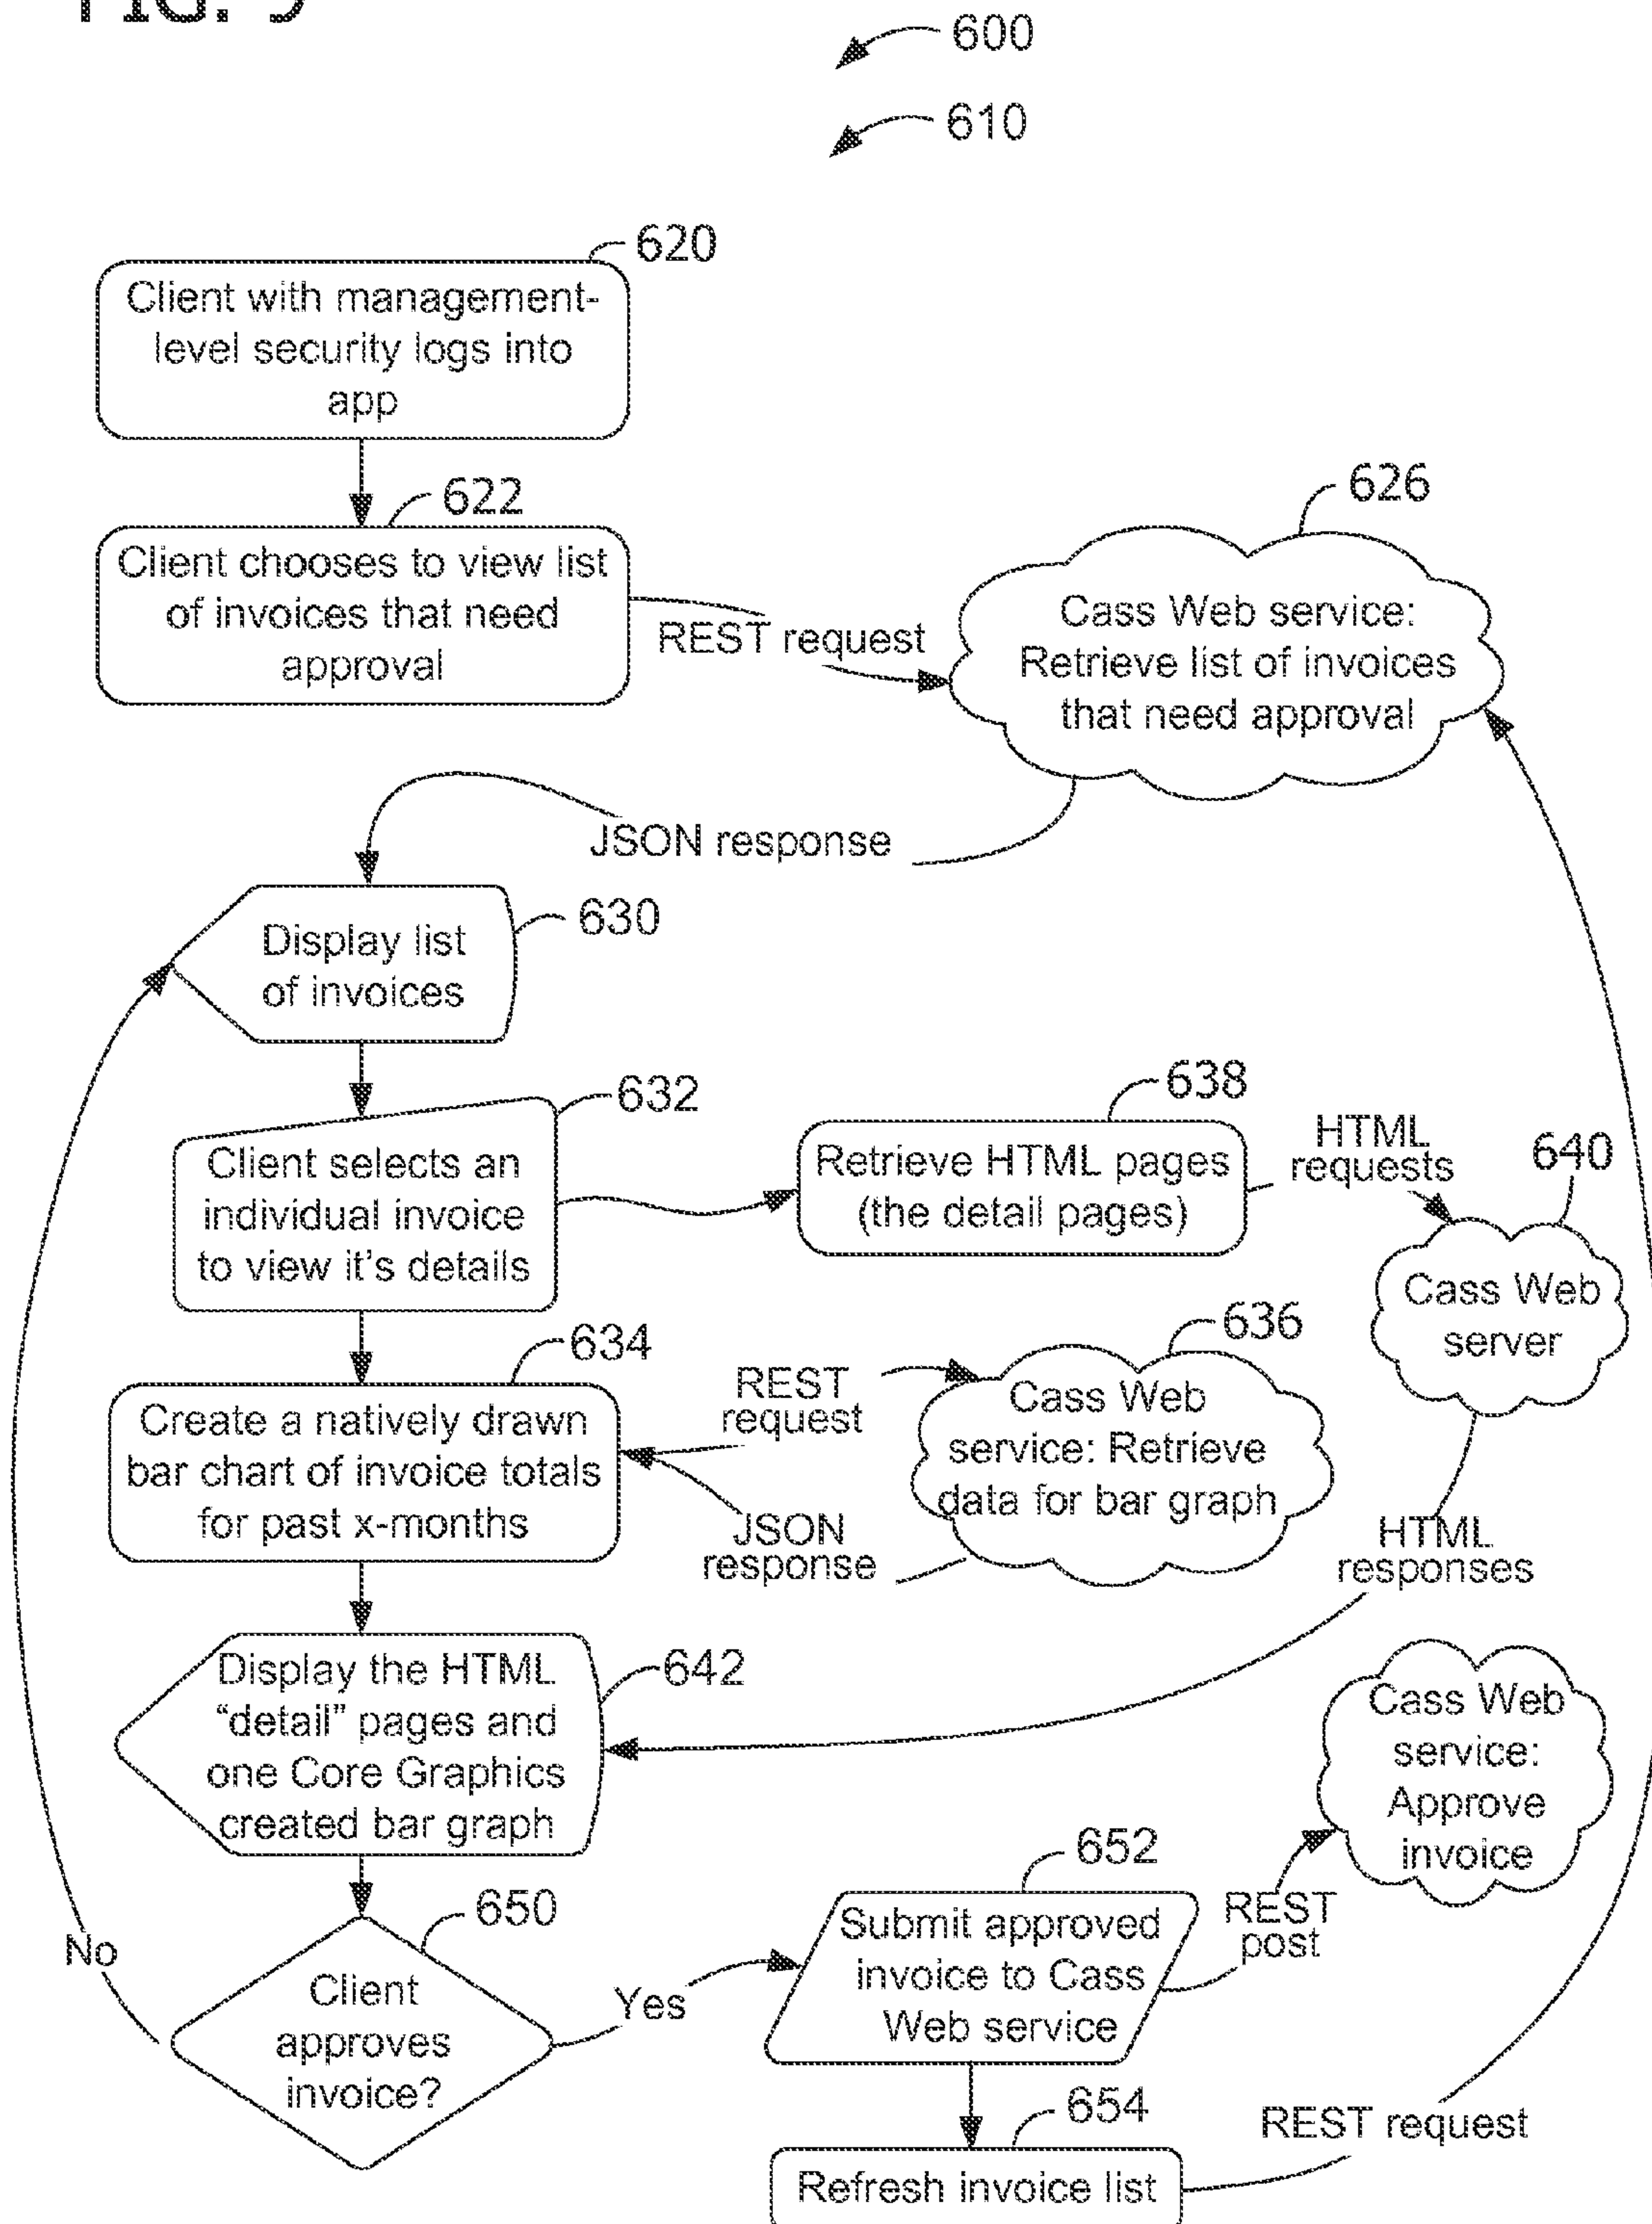 FIG. 9
600
610
620
Client with management-
level security logs into
app
622
Client chooses to view list
of invoices that need
approval
REST request
626
Cass Web service:
Retrieve list of invoices
that need approval
JSON response
630
Display list
of invoices
632
Client selects an
individual invoice
to view it's details
638
Retrieve HTML pages
(the detail pages)
HTML
requests
640
Cass Web
server
634
Create a natively drawn
bar chart of invoice totals
for past x-months
REST
request
636
Cass Web
service: Retrieve
data for bar graph
JSON
response
HTML
responses
642
Display the HTML
“detail” pages and
one Core Graphics
created bar graph
Cass Web
service:
Approve
invoice
650
Client
approves
invoice?
No
Yes
652
Submit approved
invoice to Cass
Web service
REST
post
654
Refresh invoice list
REST request